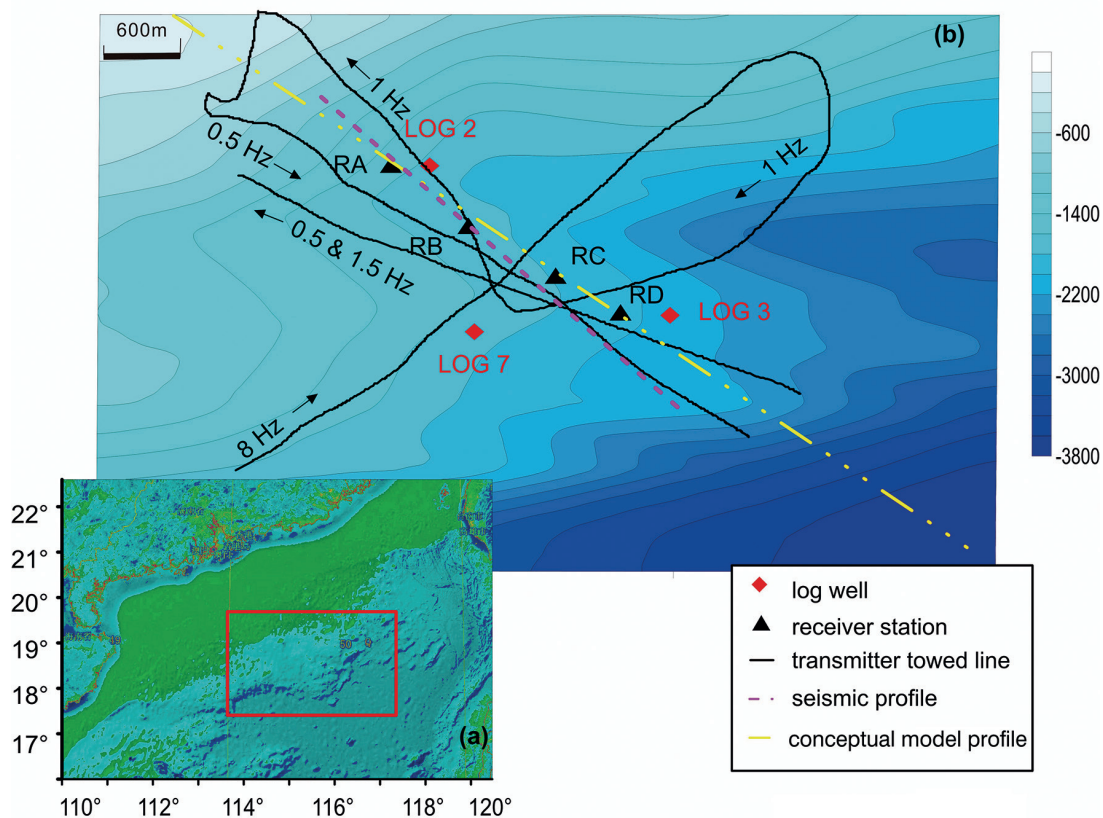 600m
(b)
1 Hz
LOG 2
0.5 Hz
RA
1 Hz
0.5 & 1.5 Hz
RB
RC
RD
LOG 3
LOG 7
8 Hz
-600
-1400
-2200
-3000
-3800
22°
21°
20°
19°
18°
17°
(a)
110°
112°
114°
116°
118°
120°
log well
receiver station
transmitter towed line
seismic profile
conceptual model profile